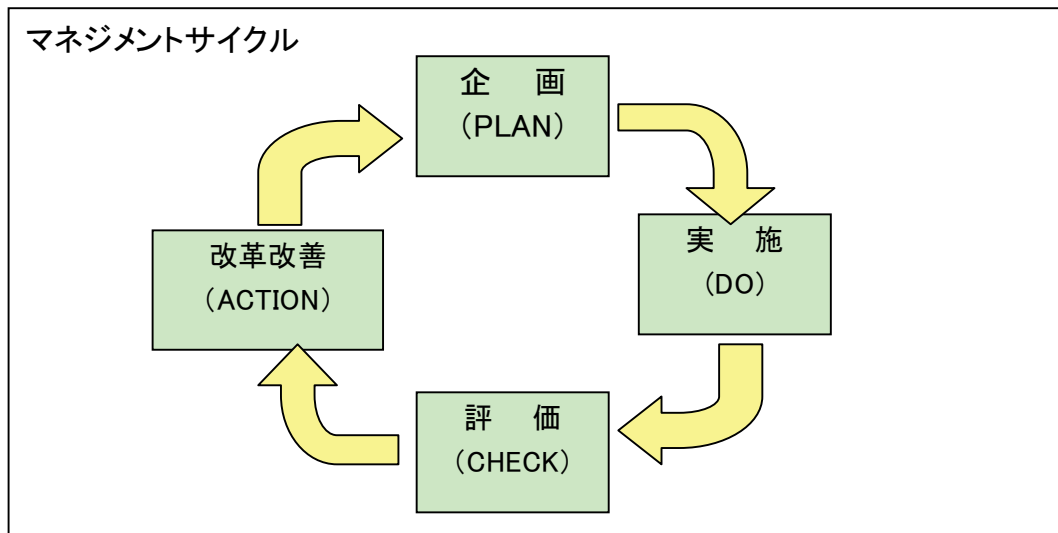 マネジメントサイクル
企　画
（PLAN）
実　施
（DO）
評　価
（CHECK）
改革改善
（ACTION）